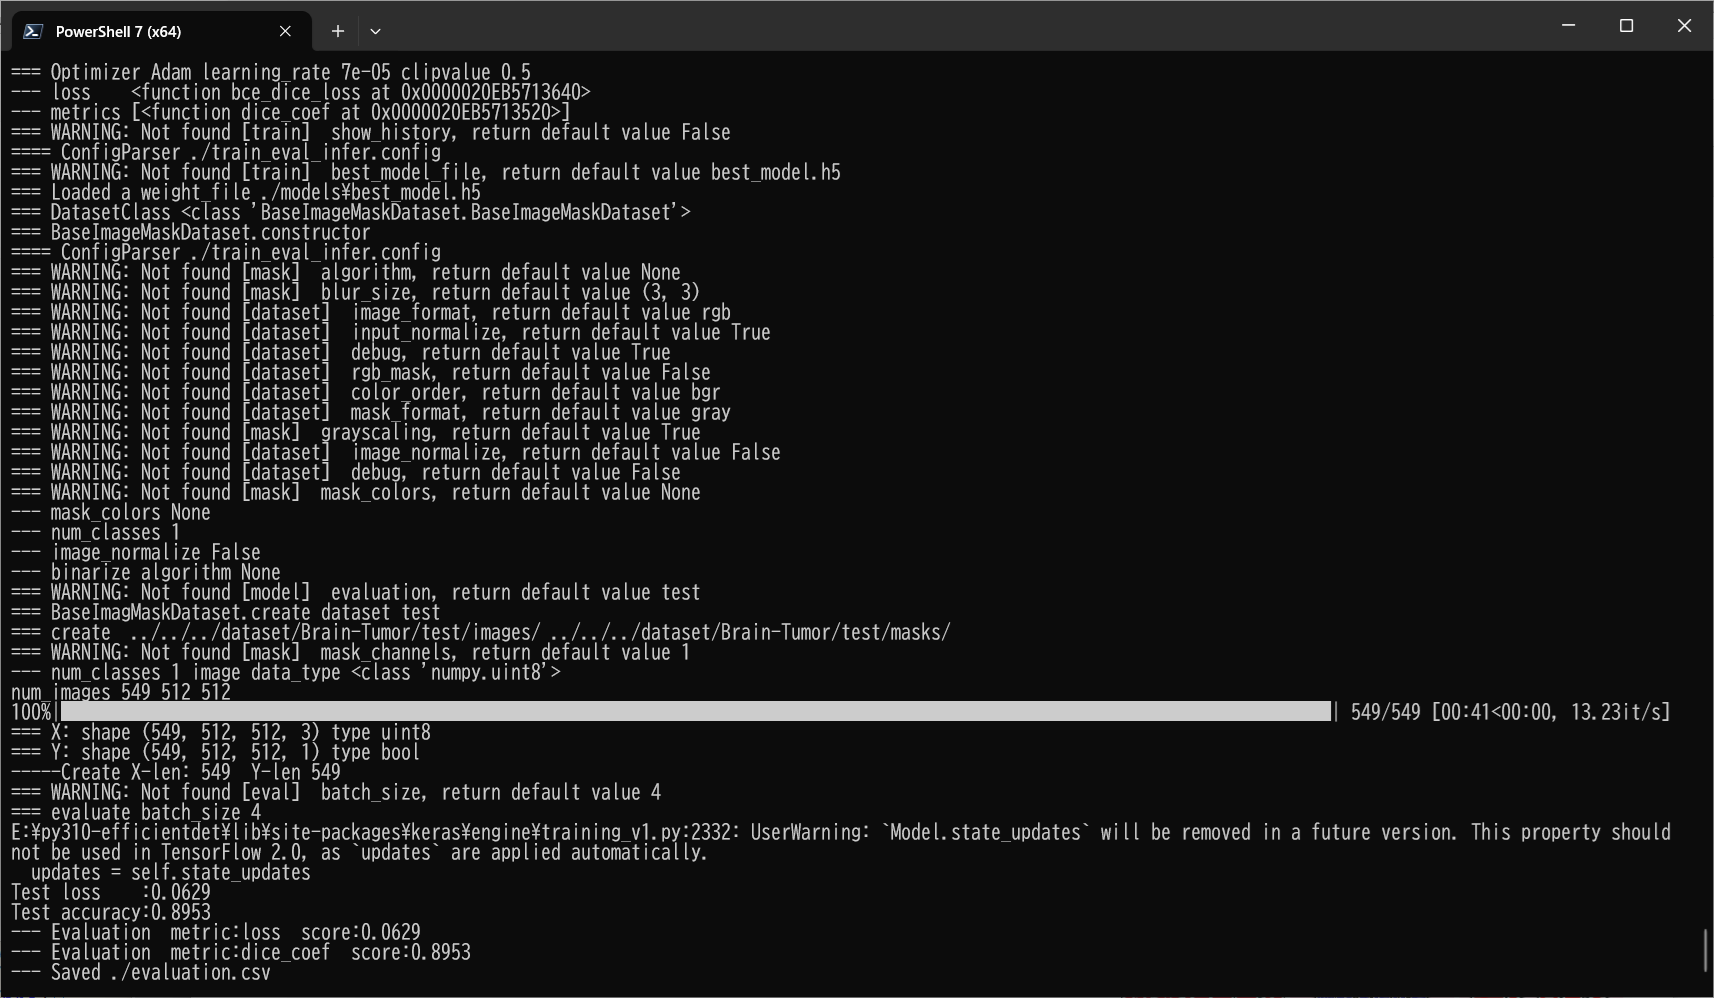 PowerShell 7 (x64)
=== Optimizer Adam learning_rate 7e-05 clipvalue 0.5
--- loss    <function bce_dice_loss at 0x0000020EB5713640>
--- metrics [<function dice_coef at 0x0000020EB5713520>]
=== WARNING: Not found [train]  show_history, return default value False
==== ConfigParser ./train_eval_infer.config
=== WARNING: Not found [train]  best_model_file, return default value best_model.h5
=== Loaded a weight_file ./models¥best_model.h5
=== DatasetClass <class 'BaseImageMaskDataset.BaseImageMaskDataset'>
=== BaseImageMaskDataset.constructor
==== ConfigParser ./train_eval_infer.config
=== WARNING: Not found [mask]  algorithm, return default value None
=== WARNING: Not found [mask]  blur_size, return default value (3, 3)
=== WARNING: Not found [dataset]  image_format, return default value rgb
=== WARNING: Not found [dataset]  input_normalize, return default value True
=== WARNING: Not found [dataset]  debug, return default value True
=== WARNING: Not found [dataset]  rgb_mask, return default value False
=== WARNING: Not found [dataset]  color_order, return default value bgr
=== WARNING: Not found [dataset]  mask_format, return default value gray
=== WARNING: Not found [mask]  grayscaling, return default value True
=== WARNING: Not found [dataset]  image_normalize, return default value False
=== WARNING: Not found [dataset]  debug, return default value False
=== WARNING: Not found [mask]  mask_colors, return default value None
--- mask_colors None
--- num_classes 1
--- image_normalize False
--- binarize algorithm None
=== WARNING: Not found [model]  evaluation, return default value test
=== BaseImagMaskDataset.create dataset test
=== create  ../../../dataset/Brain-Tumor/test/images/ ../../../dataset/Brain-Tumor/test/masks/
=== WARNING: Not found [mask]  mask_channels, return default value 1
--- num_classes 1 image data_type <class 'numpy.uint8'>
num_images 549 512 512
100%| | 549/549 [00:41<00:00, 13.23it/s]
=== X: shape (549, 512, 512, 3) type uint8
=== Y: shape (549, 512, 512, 1) type bool
-----Create X-len: 549  Y-len 549
=== WARNING: Not found [eval]  batch_size, return default value 4
=== evaluate batch_size 4
E:¥py310-efficientdet¥lib¥site-packages¥keras¥engine¥training_v1.py:2332: UserWarning: `Model.state_updates` will be removed in a future version. This property should
not be used in TensorFlow 2.0, as `updates` are applied automatically.
  updates = self.state_updates
Test loss    :0.0629
Test accuracy:0.8953
--- Evaluation  metric:loss  score:0.0629
--- Evaluation  metric:dice_coef  score:0.8953
--- Saved ./evaluation.csv